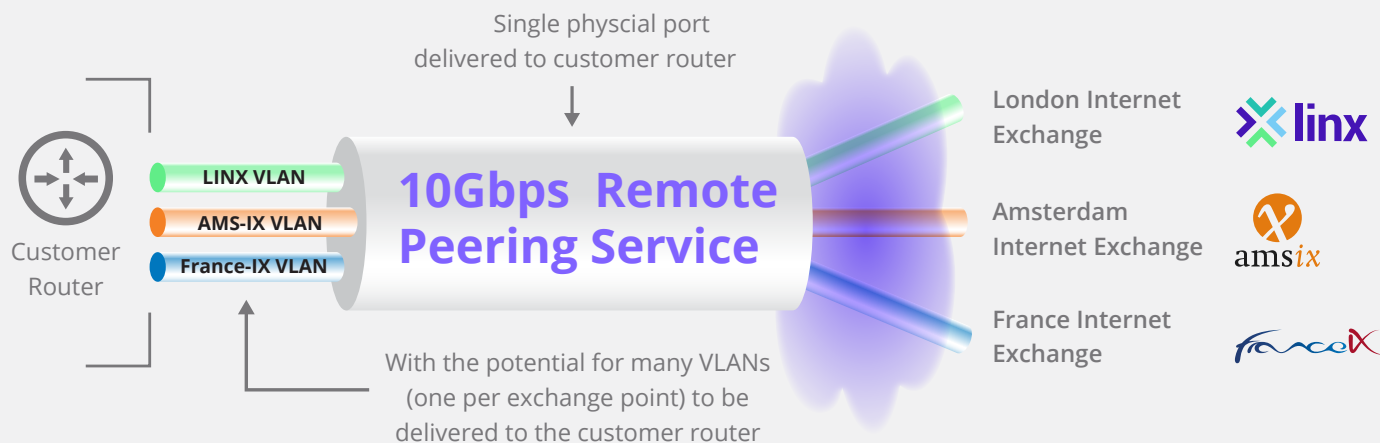 Single physcial port
delivered to customer router
Customer
Router
LINX VLAN
AMS-IX VLAN
France-IX VLAN
10Gbps Remote
Peering Service
With the potential for many VLANs
(one per exchange point) to be
delivered to the customer router
London Internet
Exchange
linx
Amsterdam
Internet Exchange
amsix
France Internet
Exchange
franceIX